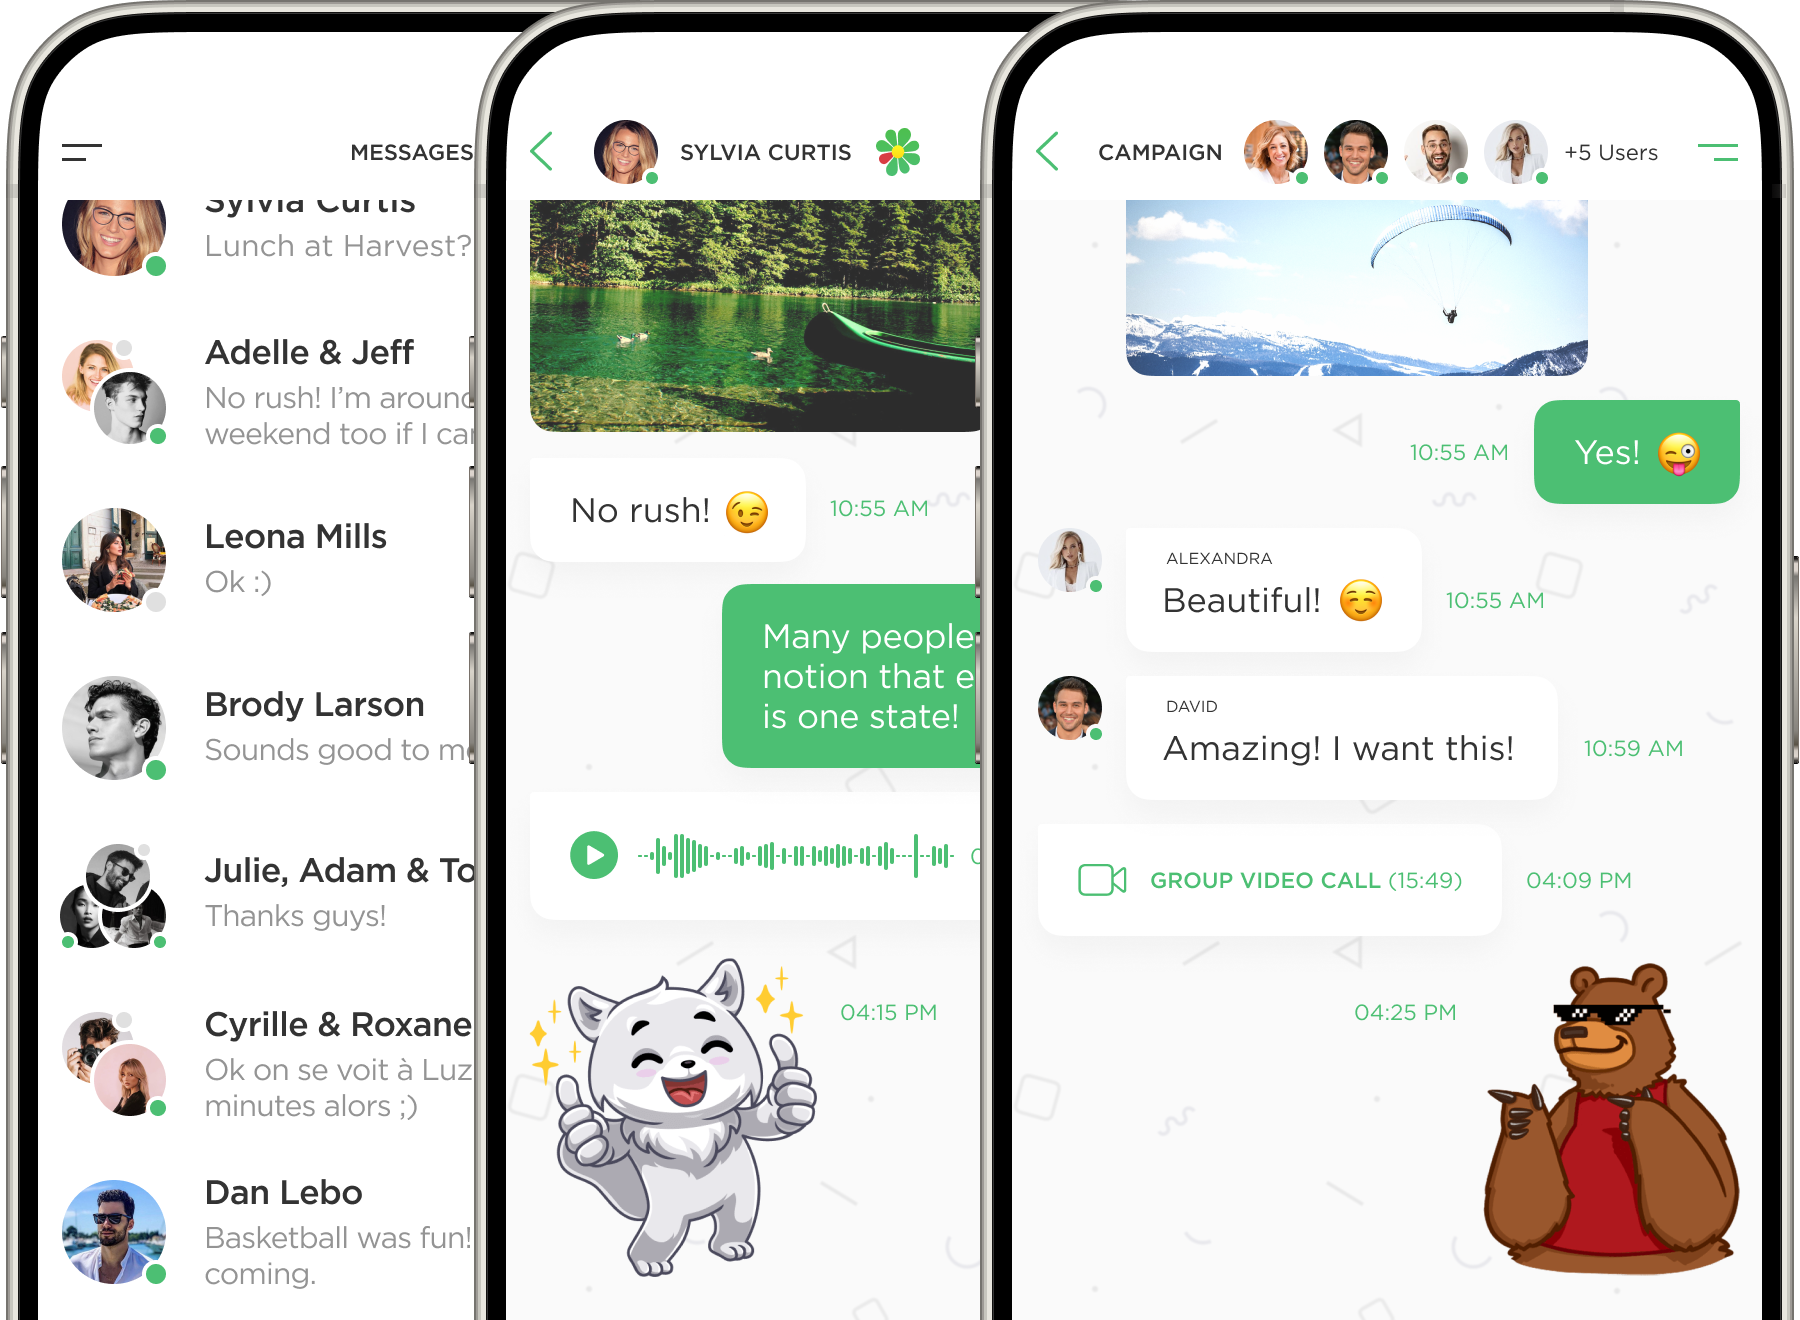 MESSAGES
Sylvia Curtis
Lunch at Harvest?
Adelle & Jeff
No rush! I'm around
weekend too if I
Leona Mills
Ok :)
Brody Larson
Sounds good to
Julie, Adam &
Thanks guys!
Cyrille & Roxane
Ok on se voit à
minutes alors ;)
Dan Lebo
Basketball was fun!
coming.
SYLVIA CURTIS
No rush! 😉
10:55 AM
Many people
notion that
is one state!
04:15 PM
CAMPAIGN
+5 Users
10:55 AM
Yes! 😜
ALEXANDRA
Beautiful! ☺️
10:55 AM
DAVID
Amazing! I want this!
10:59 AM
GROUP VIDEO CALL (15:49)
04:09 PM
04:25 PM